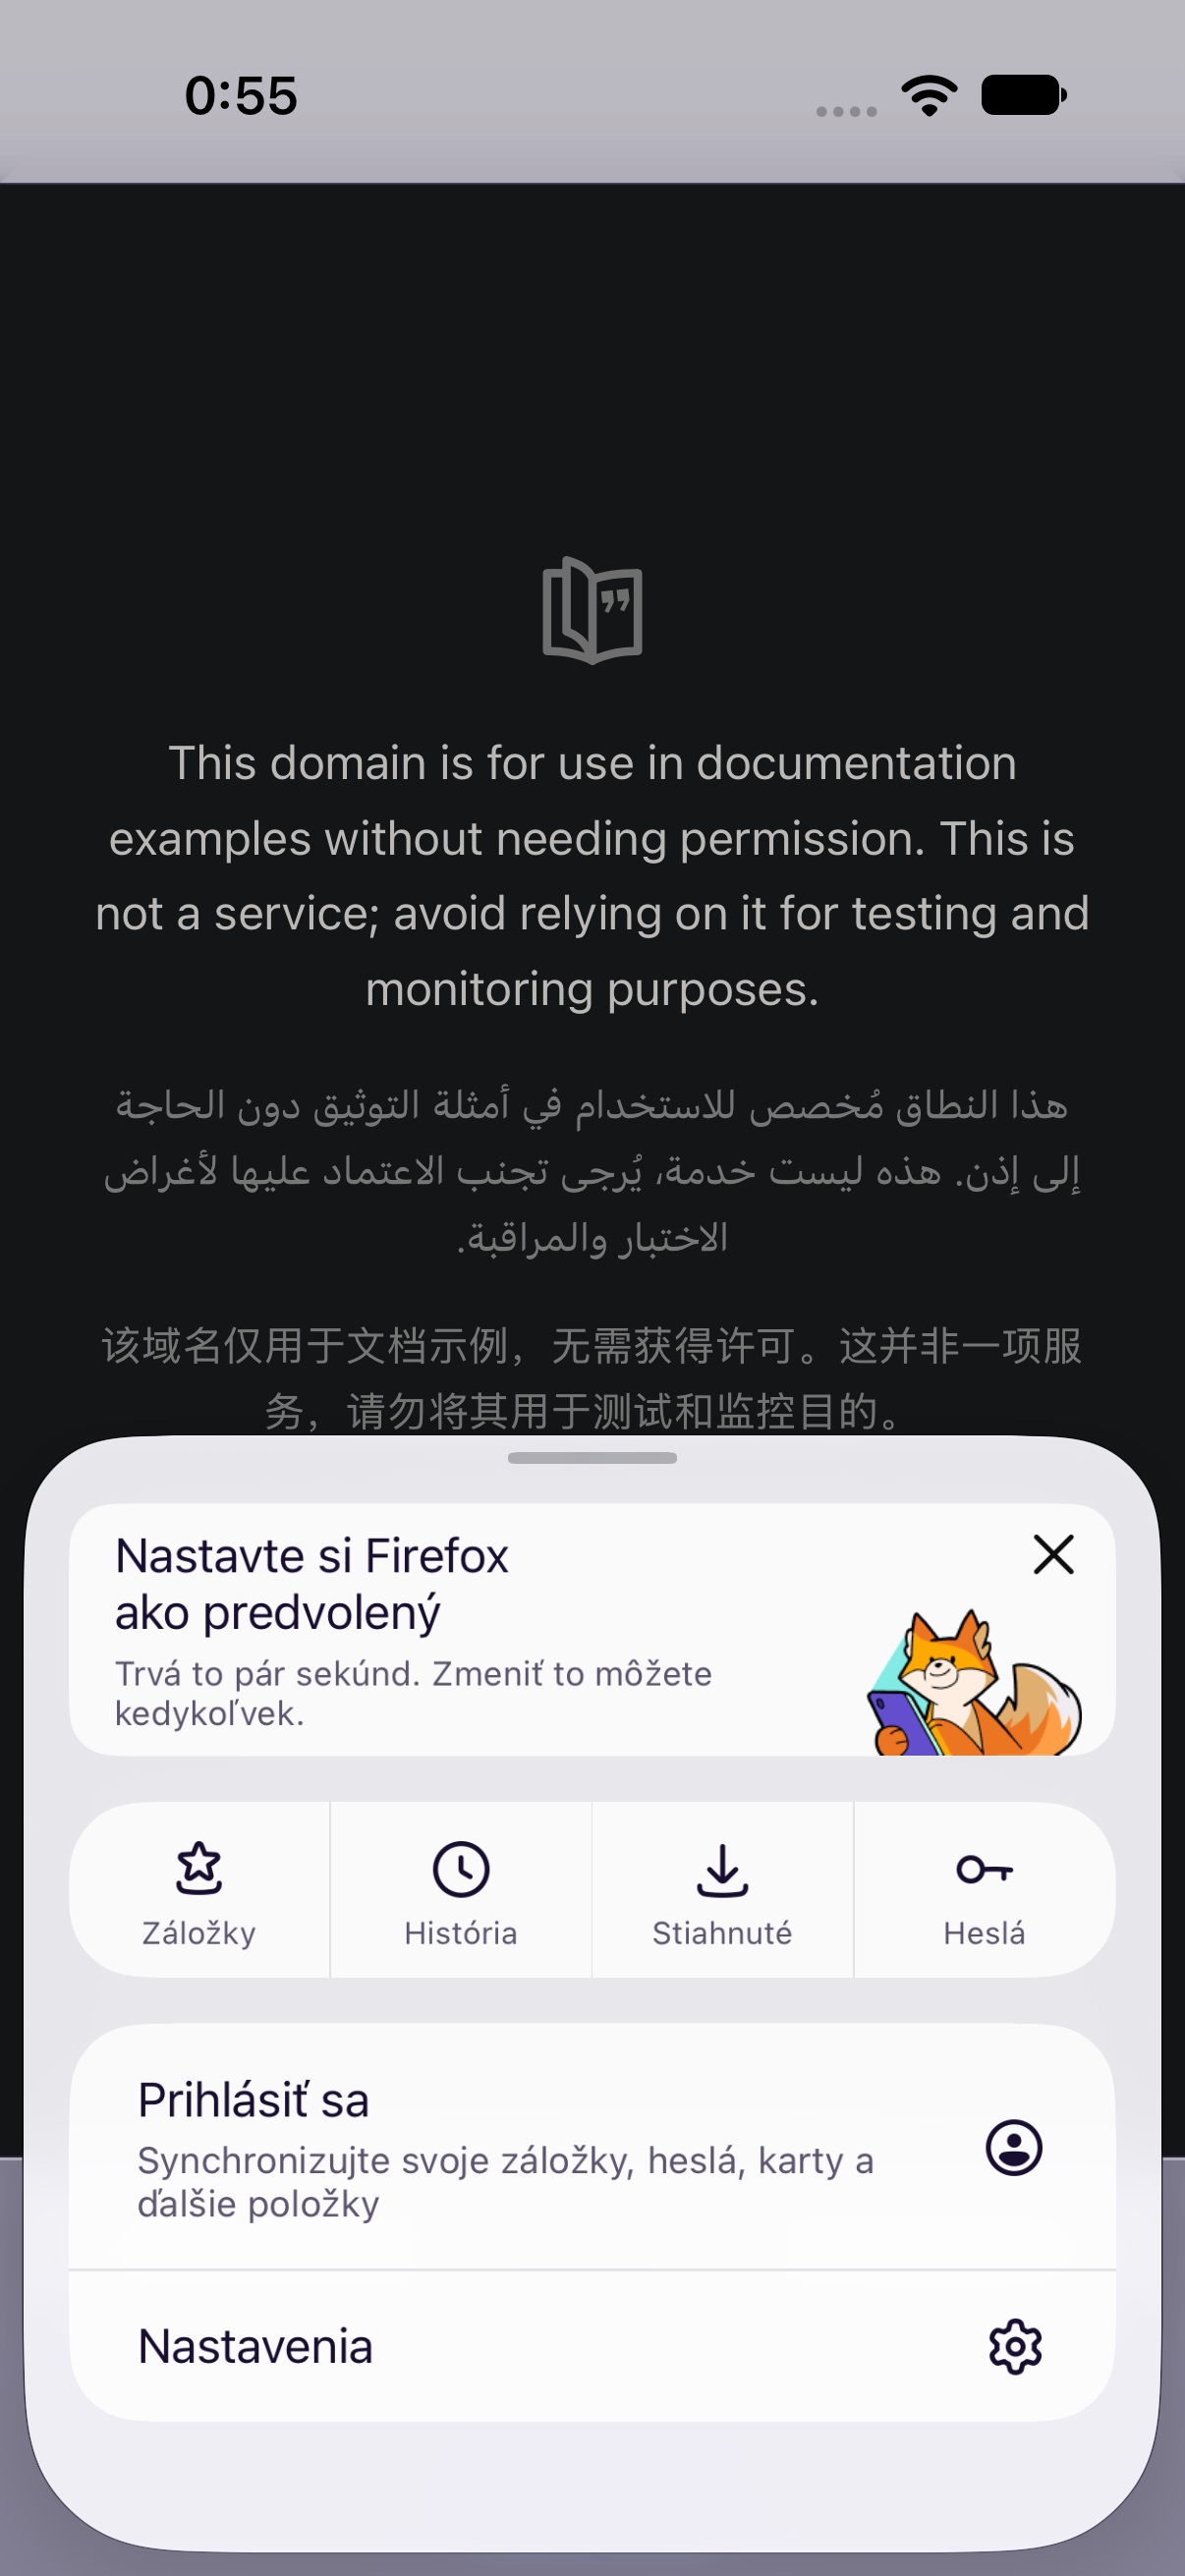 0:55
This domain is for use in documentation
examples without needing permission. This is
not a service; avoid relying on it for testing and
monitoring purposes.
هذا النطاق مُخصص للاستخدام في أمثلة التوثيق دون الحاجة
إلى إذن. هذه ليست خدمة، يُرجى تجنب الاعتماد عليها لأغراض
الاختبار والمراقبة.
该域名仅用于文档示例，无需获得许可。这并非一项服
务，请勿将其用于测试和监控目的。
Nastavte si Firefox
ako predvolený
Trvá to pár sekúnd. Zmeniť to môžete
kedykoľvek.
Záložky
História
Stiahnuté
Heslá
Prihlásiť sa
Synchronizujte svoje záložky, heslá, karty a
ďalšie položky
Nastavenia